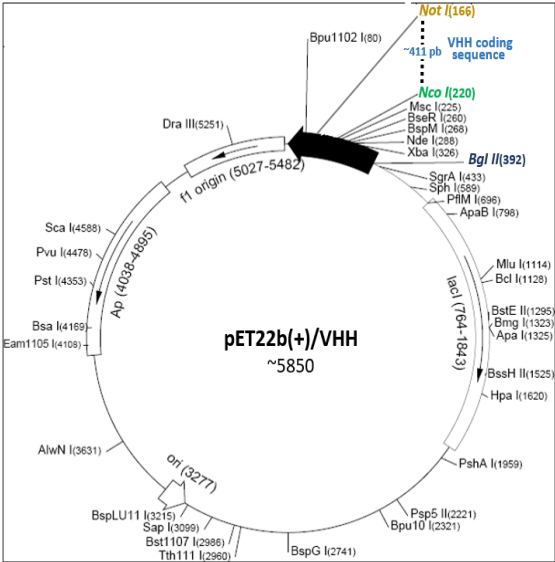 Not I(166)
Bpu1102 I(80)
~411 pb
VHH coding
sequence
Nco I(220)
Msc I(225)
BseR I(260)
BspM I(268)
Nde I(288)
Xba I(326)
Bgl II(392)
SgrA I(433)
Sph I(589)
PflM I(696)
ApaB I(798)
Dra III(5251)
f1 origin (5027-5482)
Sca I(4588)
Pvu I(4478)
Pst I(4353)
Bsa I(4169)
Eam1105 I(4108)
Ap (4038-4895)
Mlu I(1114)
Bcl I(1128)
BstE II(1295)
Bmg I(1323)
Apa I(1325)
BssH II(1525)
Hpa I(1620)
lacI (764-1843)
pET22b(+)/VHH
~5850
AlwN I(3631)
ori (3277)
PshA I(1959)
BspLU11 I(3215)
Sap I(3099)
Bst1107 I(2986)
Tth111 I(2960)
BspG I(2741)
Psp5 II(2221)
Bpu10 I(2321)